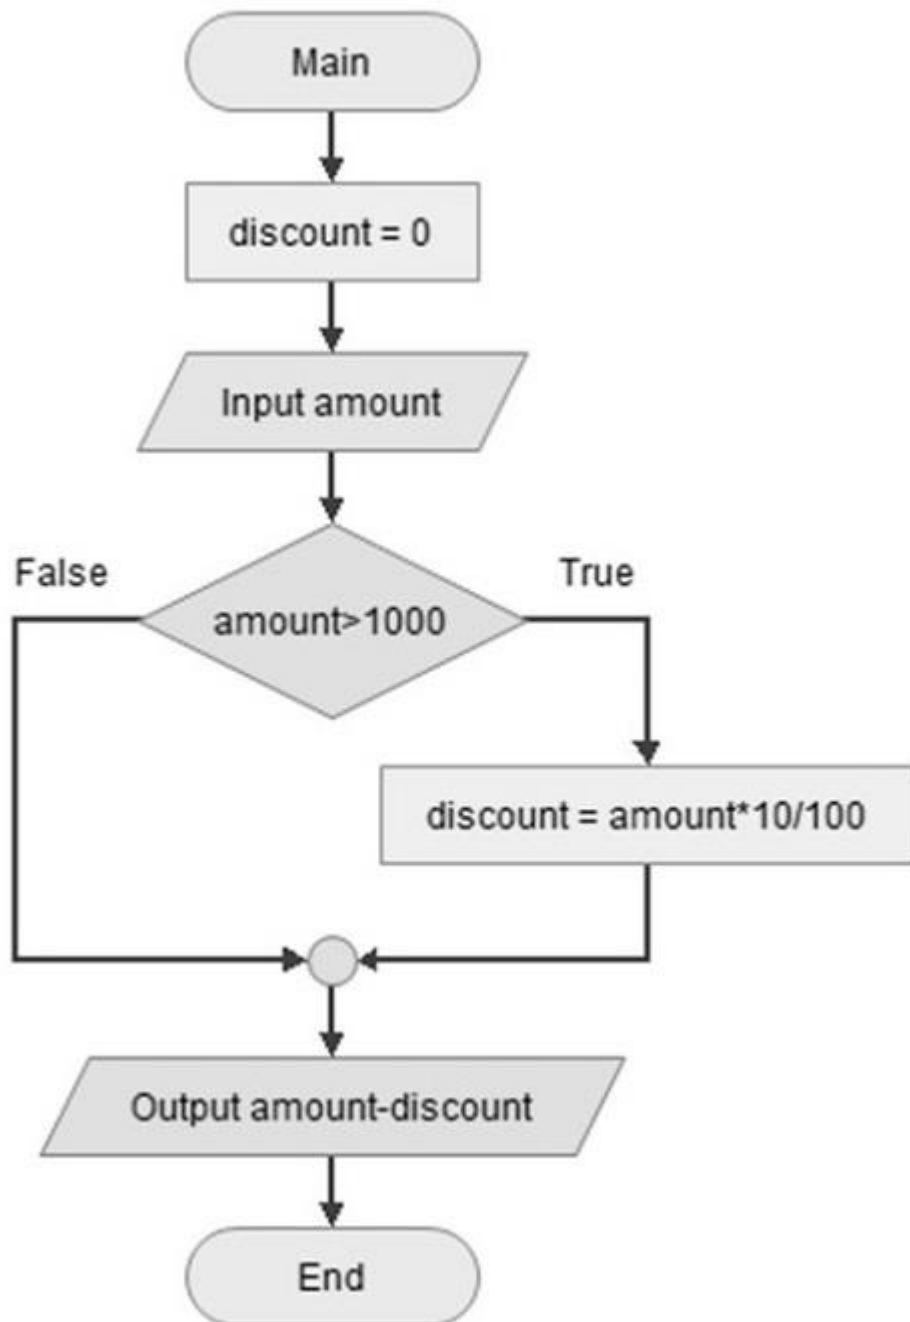 Main
discount = 0
Input amount
False
True
amount>1000
discount = amount*10/100
Output amount-discount
End